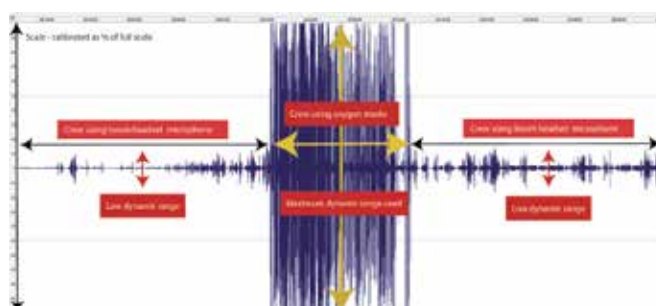 Scale - calibrated as % of full scale
Crew using oxygen masks
Crew using boom/headset microphone
Crew using boom headset microphone
Low dynamic range
Maximum dynamic range used
Low dynamic range